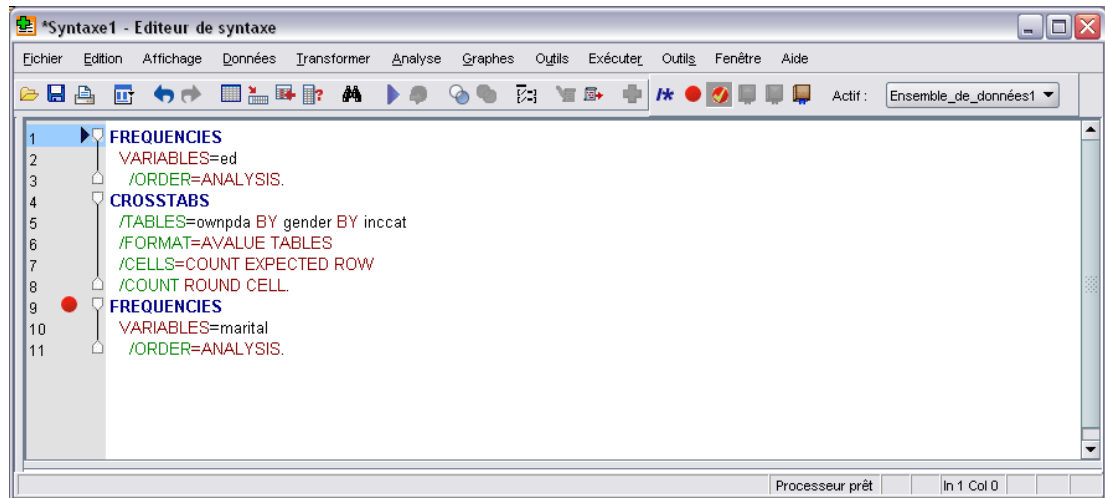 *Syntaxe1 - Editeur de syntaxe
Fichier Edition Affichage Données Transformer Analyse Graphes Outils Exécuter Outils Fenêtre Aide
Actif : Ensemble_de_données1
1 FREQUENCIES
2 VARIABLES=ed
3 /ORDER=ANALYSIS.
4 CROSSTABS
5 /TABLES=ownpda BY gender BY inccat
6 /FORMAT=AVALUE TABLES
7 /CELLS=COUNT EXPECTED ROW
8 /COUNT ROUND CELL.
9 FREQUENCIES
10 VARIABLES=marital
11 /ORDER=ANALYSIS.
Processeur prêt In 1 Col 0